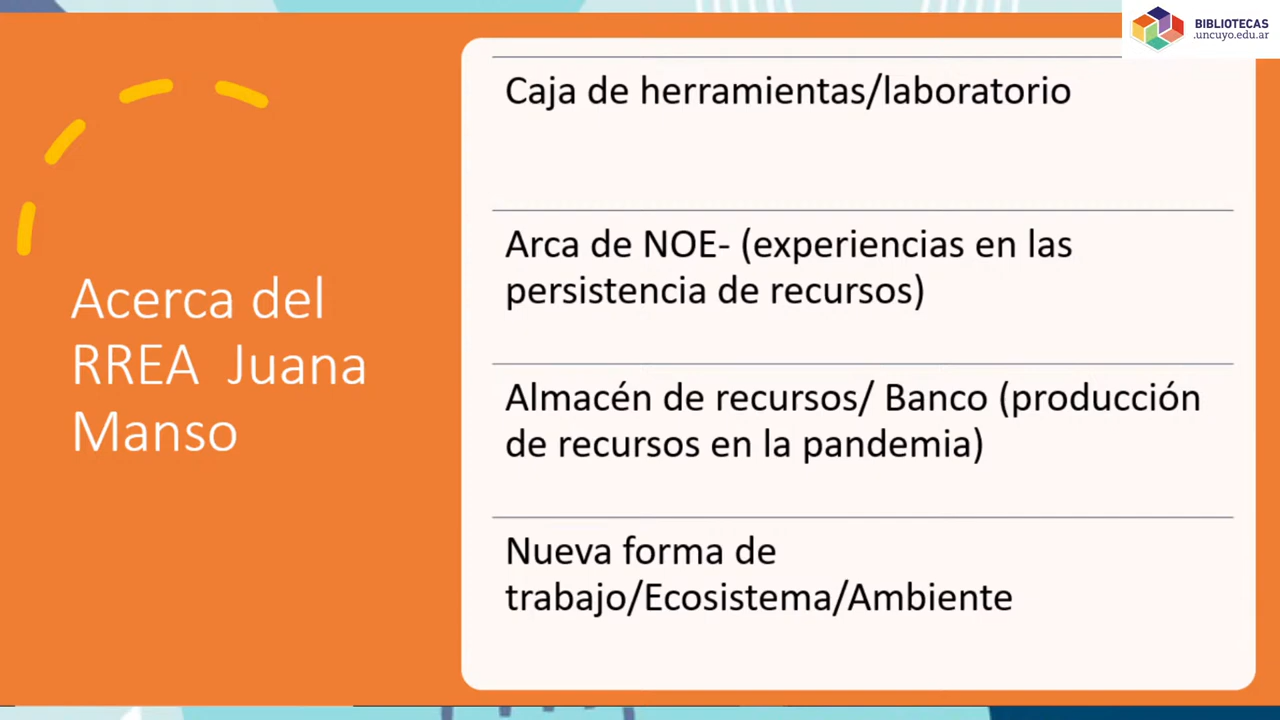 BIBLIOTECAS
.uncuyo.edu.ar
Acerca del
RREA Juana
Manso
Caja de herramientas/laboratorio
Arca de NOE- (experiencias en las
persistencia de recursos)
Almacén de recursos/ Banco (producción
de recursos en la pandemia)
Nueva forma de
trabajo/Ecosistema/Ambiente